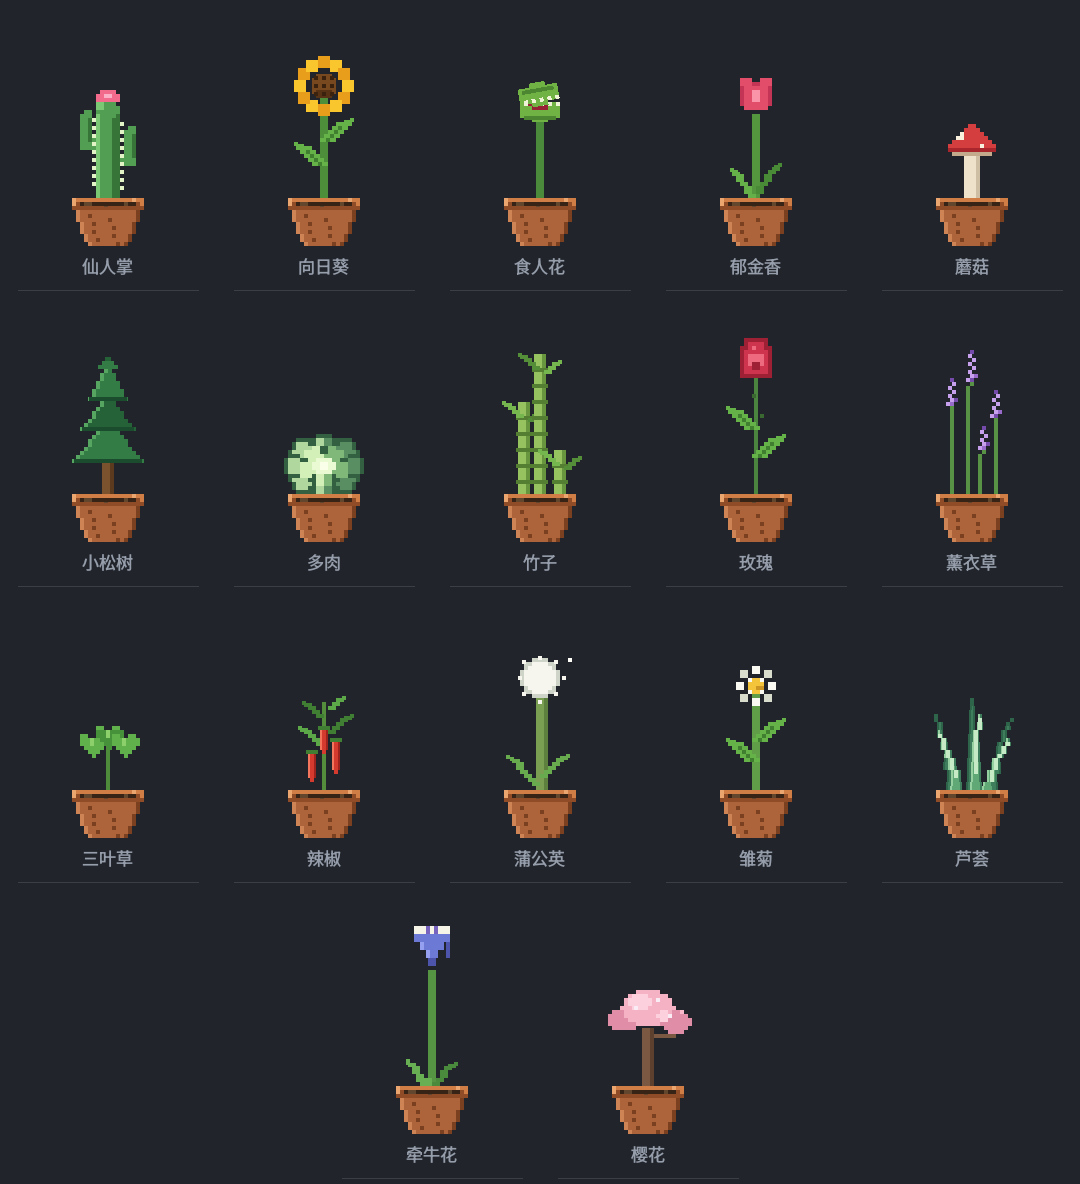 仙人掌
向日葵
食人花
郁金香
蘑菇
小松树
多肉
竹子
玫瑰
薰衣草
三叶草
辣椒
蒲公英
雏菊
芦荟
牵牛花
樱花